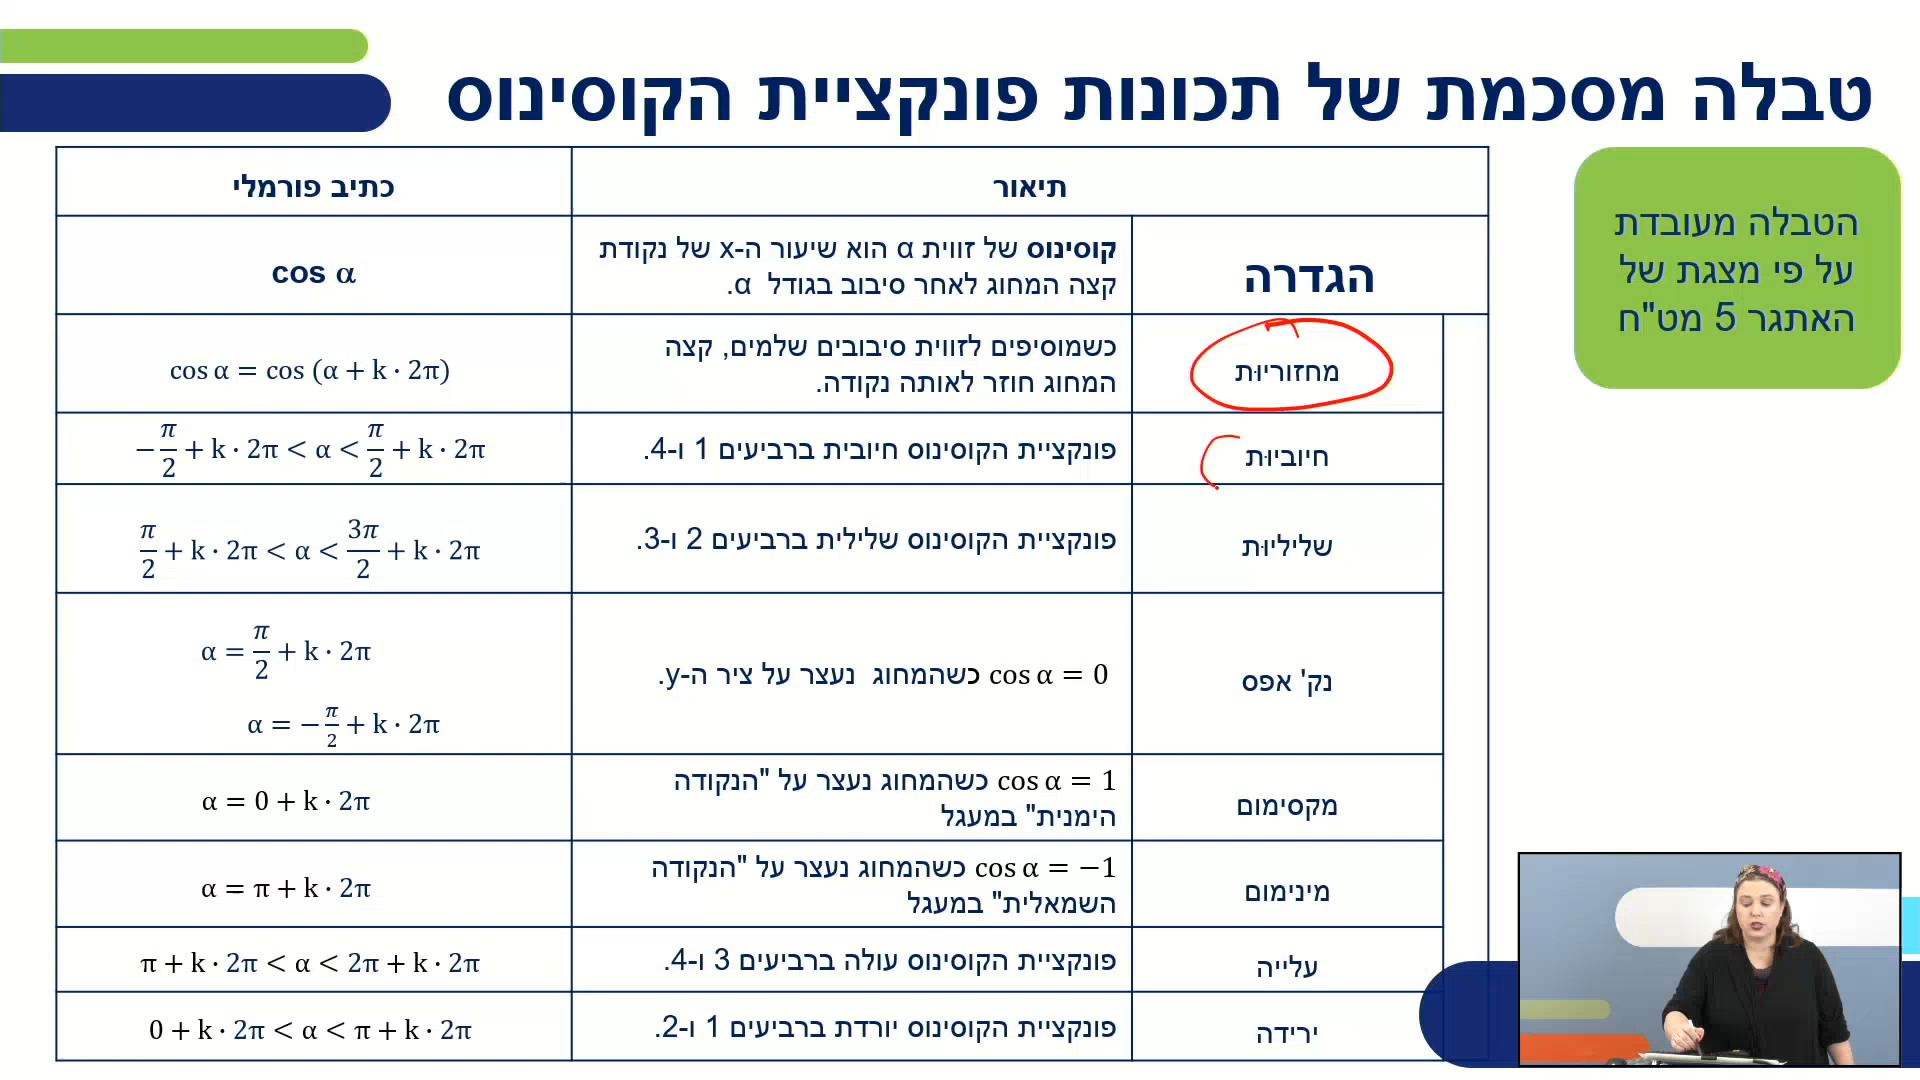 טבלה מסכמת של תכונות פונקציית הקוסינוס
הטבלה מעובדת
על פי מצגת של
האתגר 5 מט"ח
תיאור
כתיב פורמלי
הגדרה
קוסינוס של זווית α הוא שיעור ה-x של נקודת
קצה המחוג לאחר סיבוב בגודל α.
cos α
מחזוריות
כשמוסיפים לזווית סיבובים שלמים, קצה
המחוג חוזר לאותה נקודה.
cos α = cos (α + k · 2π)
חיוביות
פונקציית הקוסינוס חיובית ברביעים 1 ו-4.
−π/2 + k · 2π < α < π/2 + k · 2π
שליליות
פונקציית הקוסינוס שלילית ברביעים 2 ו-3.
π/2 + k · 2π < α < 3π/2 + k · 2π
נק' אפס
cos α = 0 כשהמחוג נעצר על ציר ה-y.
α = π/2 + k · 2π
α = −π/2 + k · 2π
מקסימום
cos α = 1 כשהמחוג נעצר על "הנקודה
הימנית" במעגל
α = 0 + k · 2π
מינימום
cos α = −1 כשהמחוג נעצר על "הנקודה
השמאלית" במעגל
α = π + k · 2π
עלייה
פונקציית הקוסינוס עולה ברביעים 3 ו-4.
π + k · 2π < α < 2π + k · 2π
ירידה
פונקציית הקוסינוס יורדת ברביעים 1 ו-2.
0 + k · 2π < α < π + k · 2π